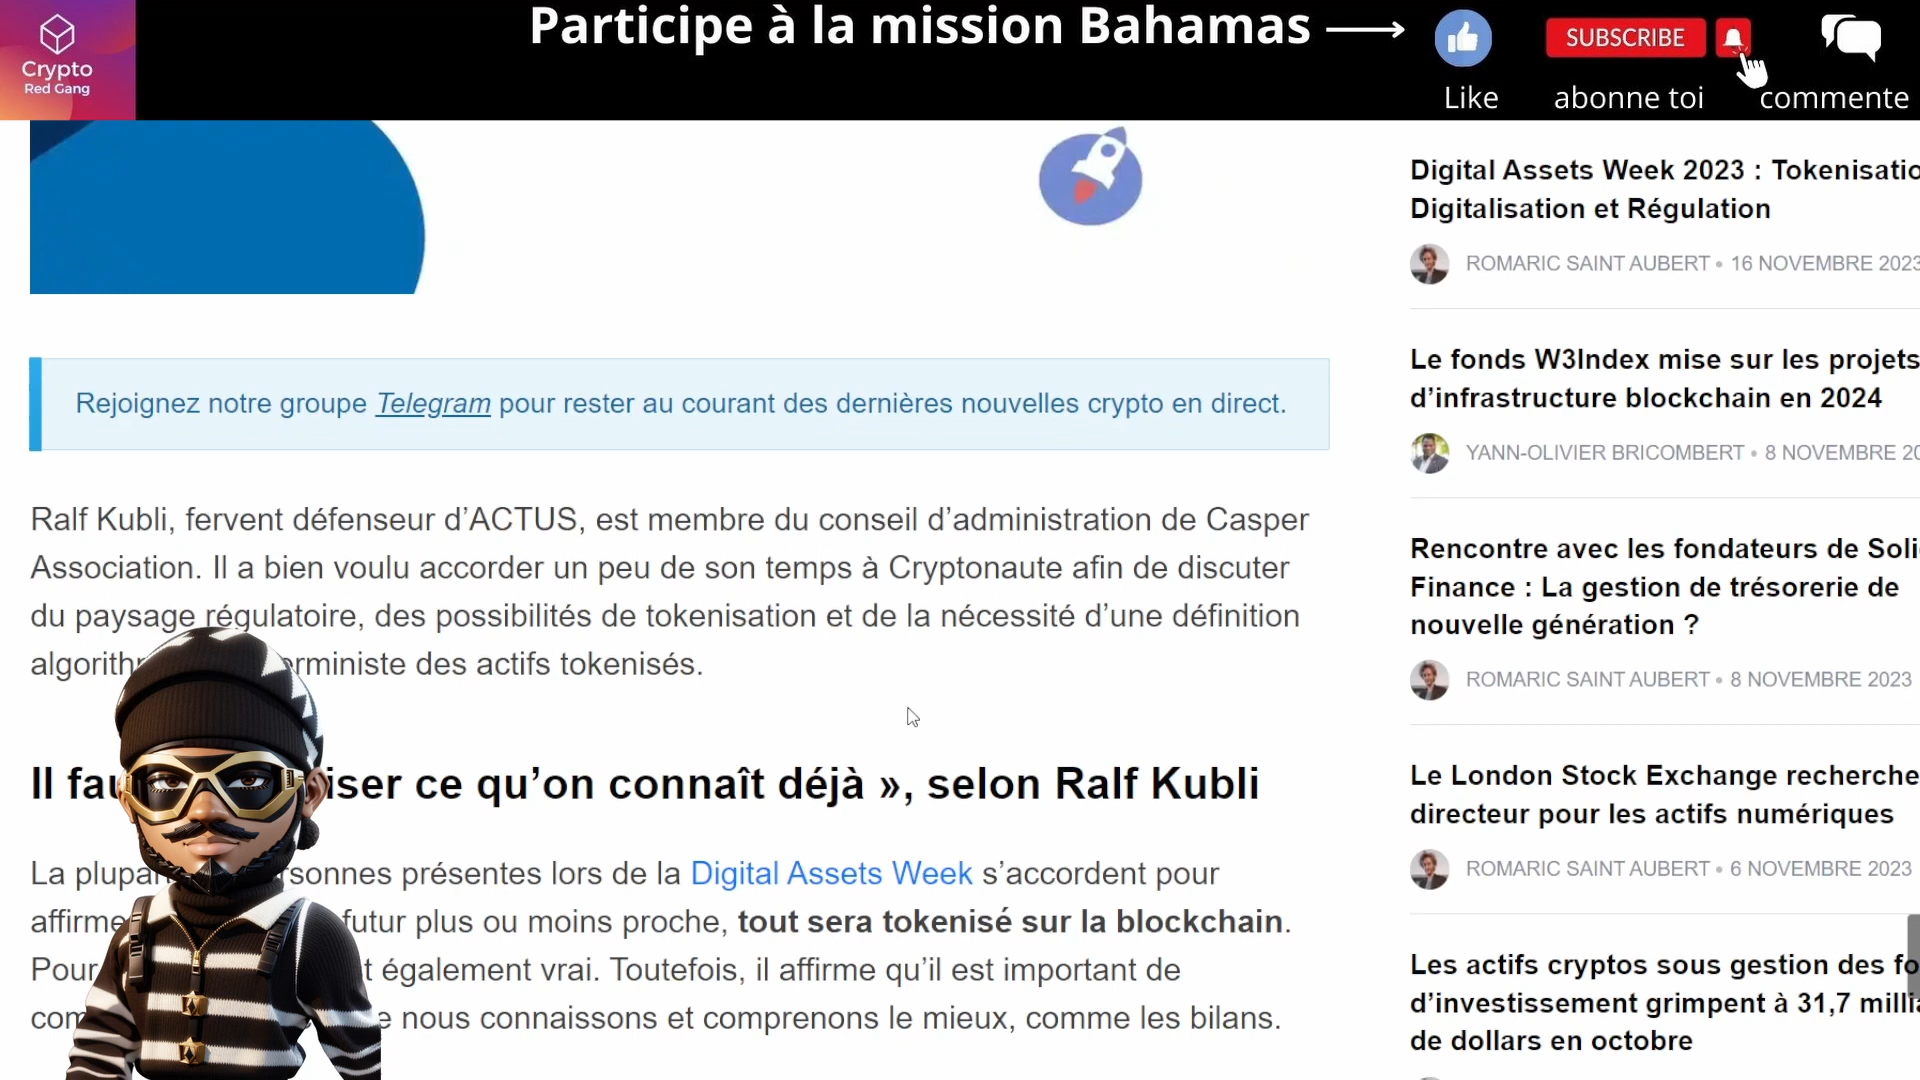 Crypto
Red Gang
Participe à la mission Bahamas
SUBSCRIBE
Like
abonne toi
commente
Rejoignez notre groupe Telegram pour rester au courant des dernières nouvelles crypto en direct.
Ralf Kubli, fervent défenseur d’ACTUS, est membre du conseil d’administration de Casper
Association. Il a bien voulu accorder un peu de son temps à Cryptonaute afin de discuter
du paysage régulatoire, des possibilités de tokenisation et de la nécessité d’une définition
des actifs tokenisés.
Il ce qu’on connaît déjà », selon Ralf Kubli
La présentes lors de la Digital Assets Week s’accordent pour
futur plus ou moins proche, tout sera tokenisé sur la blockchain.
Pour également vrai. Toutefois, il affirme qu’il est important de
nous connaissons et comprenons le mieux, comme les bilans.
Digital Assets Week 2023 : Tokenisatio
Digitalisation et Régulation
ROMARIC SAINT AUBERT • 16 NOVEMBRE 2023
Le fonds W3Index mise sur les projets
d’infrastructure blockchain en 2024
YANN-OLIVIER BRICOMBERT • 8 NOVEMBRE 20
Rencontre avec les fondateurs de Soli
Finance : La gestion de trésorerie de
nouvelle génération ?
ROMARIC SAINT AUBERT • 8 NOVEMBRE 2023
Le London Stock Exchange recherche
directeur pour les actifs numériques
ROMARIC SAINT AUBERT • 6 NOVEMBRE 2023
Les actifs cryptos sous gestion des fo
d’investissement grimpent à 31,7 milli
de dollars en octobre